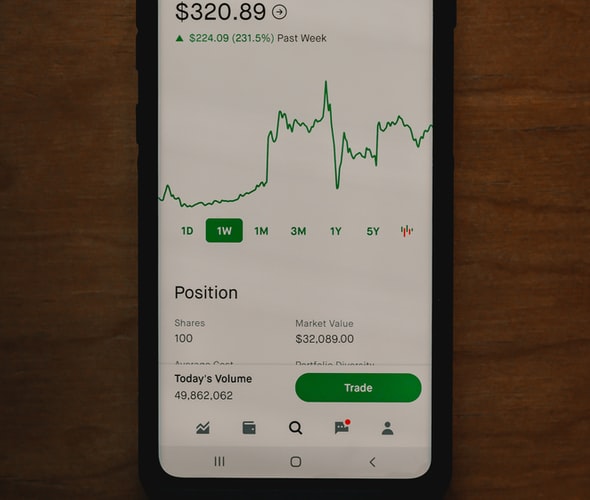 $320.89
▲ $224.09 (231.5%) Past Week
1D 1W 1M 3M 1Y 5Y
Position
Shares Market Value
100 $32,089.00
Average Cost Portfolio Diversity
Today's Volume
49,862,062
Trade